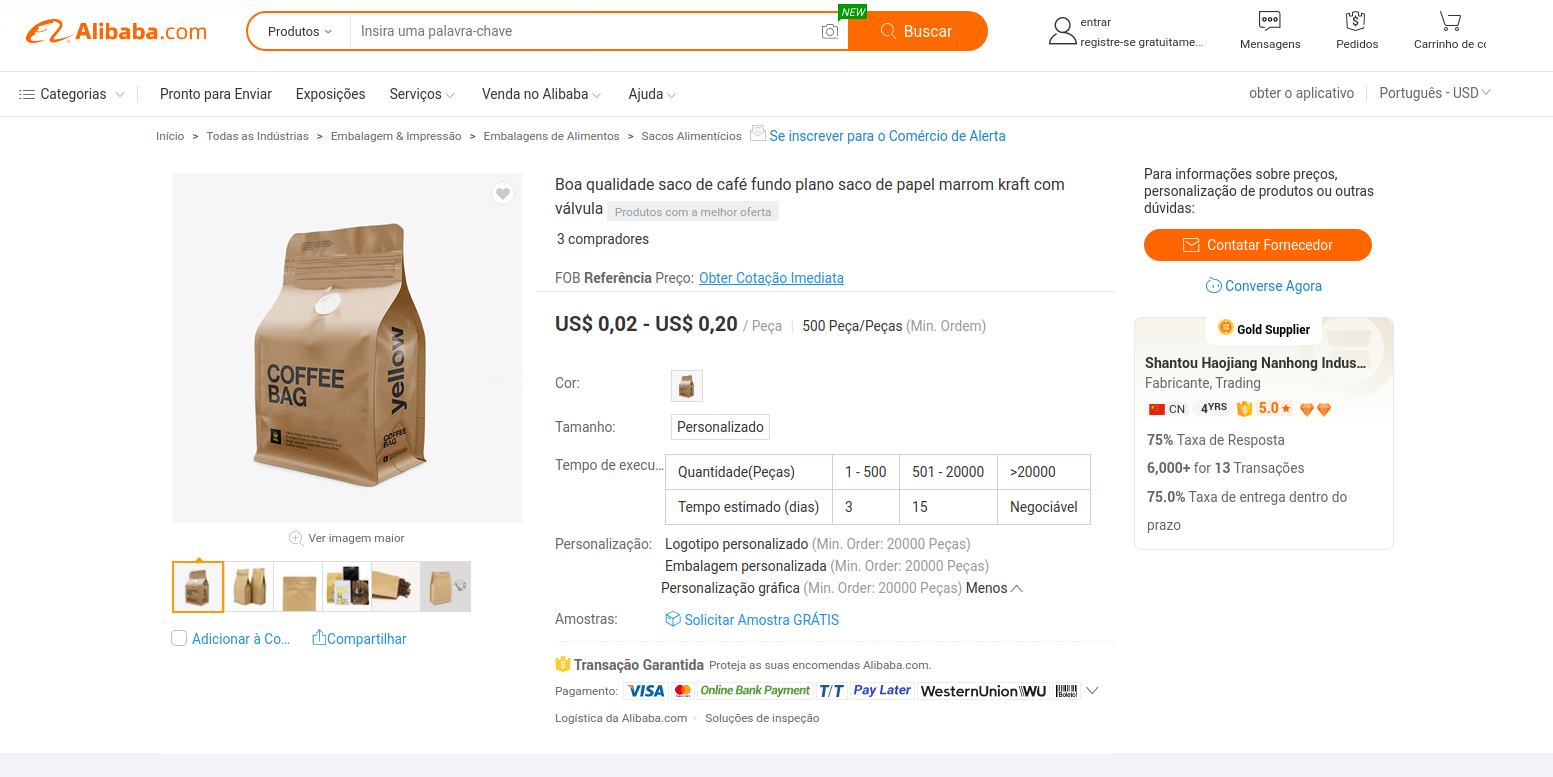 Alibaba.com
Produtos
Insira uma palavra-chave
NEW
Buscar
entrar
registre-se gratuitame...
Mensagens
Pedidos
Carrinho de co
Categorias
Pronto para Enviar
Exposições
Serviços
Venda no Alibaba
Ajuda
obter o aplicativo
Português - USD
Início > Todas as Indústrias > Embalagem & Impressão > Embalagens de Alimentos > Sacos Alimentícios Se inscrever para o Comércio de Alerta
COFFEE
BAG
yellow
COFFEE
BAG
Ver imagem maior
Adicionar à Co...
Compartilhar
Boa qualidade saco de café fundo plano saco de papel marrom kraft com
válvula Produtos com a melhor oferta
3 compradores
FOB Referência Preço: Obter Cotação Imediata
US$ 0,02 - US$ 0,20 / Peça 500 Peça/Peças (Min. Ordem)
Cor:
Tamanho: Personalizado
Tempo de execu... Quantidade(Peças) 1 - 500 501 - 20000 >20000
Tempo estimado (dias) 3 15 Negociável
Personalização: Logotipo personalizado (Min. Order: 20000 Peças)
Embalagem personalizada (Min. Order: 20000 Peças)
Personalização gráfica (Min. Order: 20000 Peças) Menos
Amostras: Solicitar Amostra GRÁTIS
Transação Garantida Proteja as suas encomendas Alibaba.com.
Pagamento: VISA Online Bank Payment T/T Pay Later WesternUnion WU Boleto
Logística da Alibaba.com Soluções de inspeção
Para informações sobre preços,
personalização de produtos ou outras
dúvidas:
Contatar Fornecedor
Converse Agora
Gold Supplier
Shantou Haojiang Nanhong Indus...
Fabricante, Trading
CN 4YRS 5.0
75% Taxa de Resposta
6,000+ for 13 Transações
75.0% Taxa de entrega dentro do
prazo